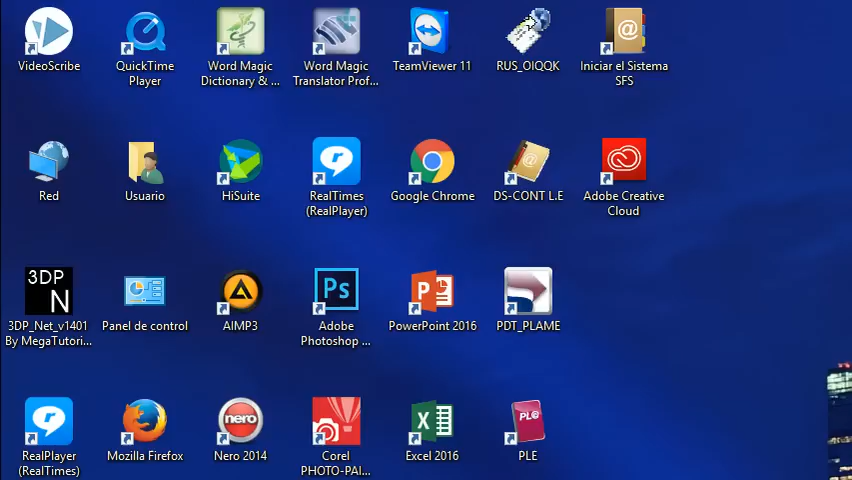 VideoScribe
QuickTime
Player
Word Magic
Dictionary & ...
Word Magic
Translator Prof...
TeamViewer 11
RUS_OIQQK
Iniciar el Sistema
SFS
Red
Usuario
HiSuite
RealTimes
(RealPlayer)
Google Chrome
DS-CONT L.E
Adobe Creative
Cloud
3DP
N
3DP_Net_v1401
By MegaTutori...
Panel de control
AIMP3
Ps
Adobe
Photoshop ...
P
PowerPoint 2016
PDT_PLAME
RealPlayer
(RealTimes)
Mozilla Firefox
nero
Nero 2014
Corel
PHOTO-PAI...
X
Excel 2016
PL@
PLE